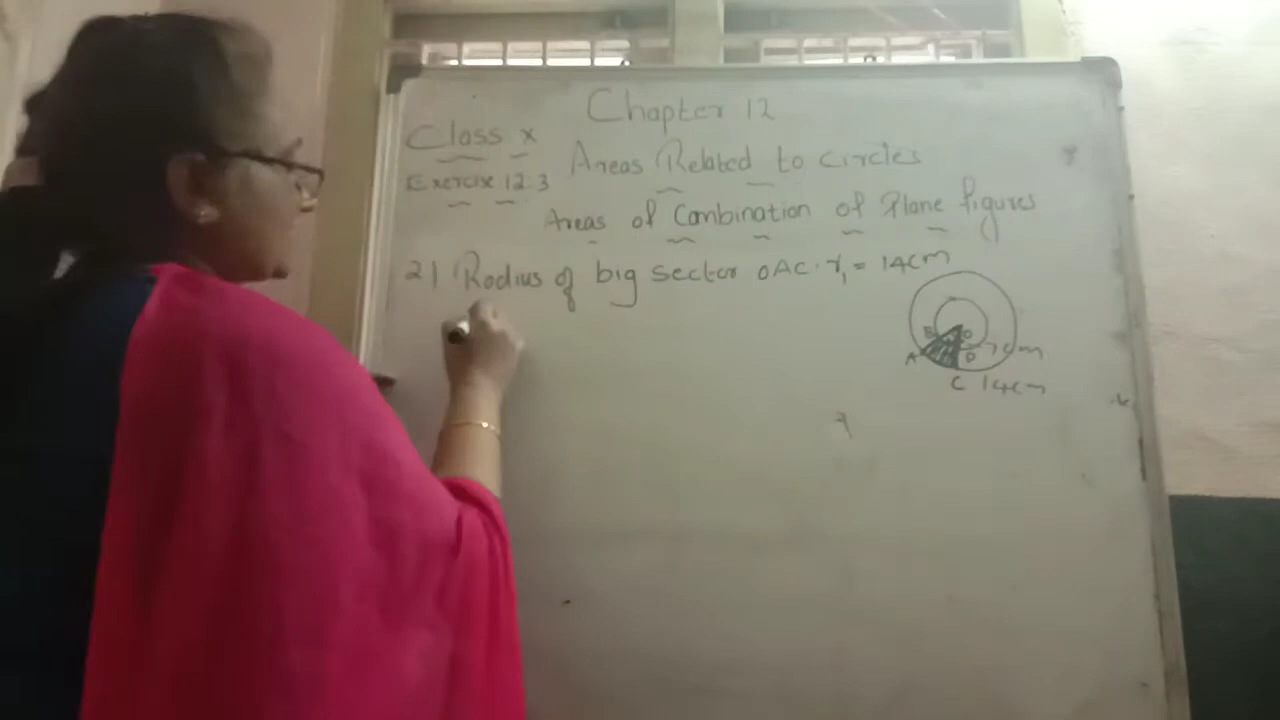 Chapter 12
Class x
Areas Related to circles
Exercise 12.3
Areas of Combination of Plane figures
2) Radius of big sector OAC. r₁ = 14cm
B O
A D 7cm
C 14cm